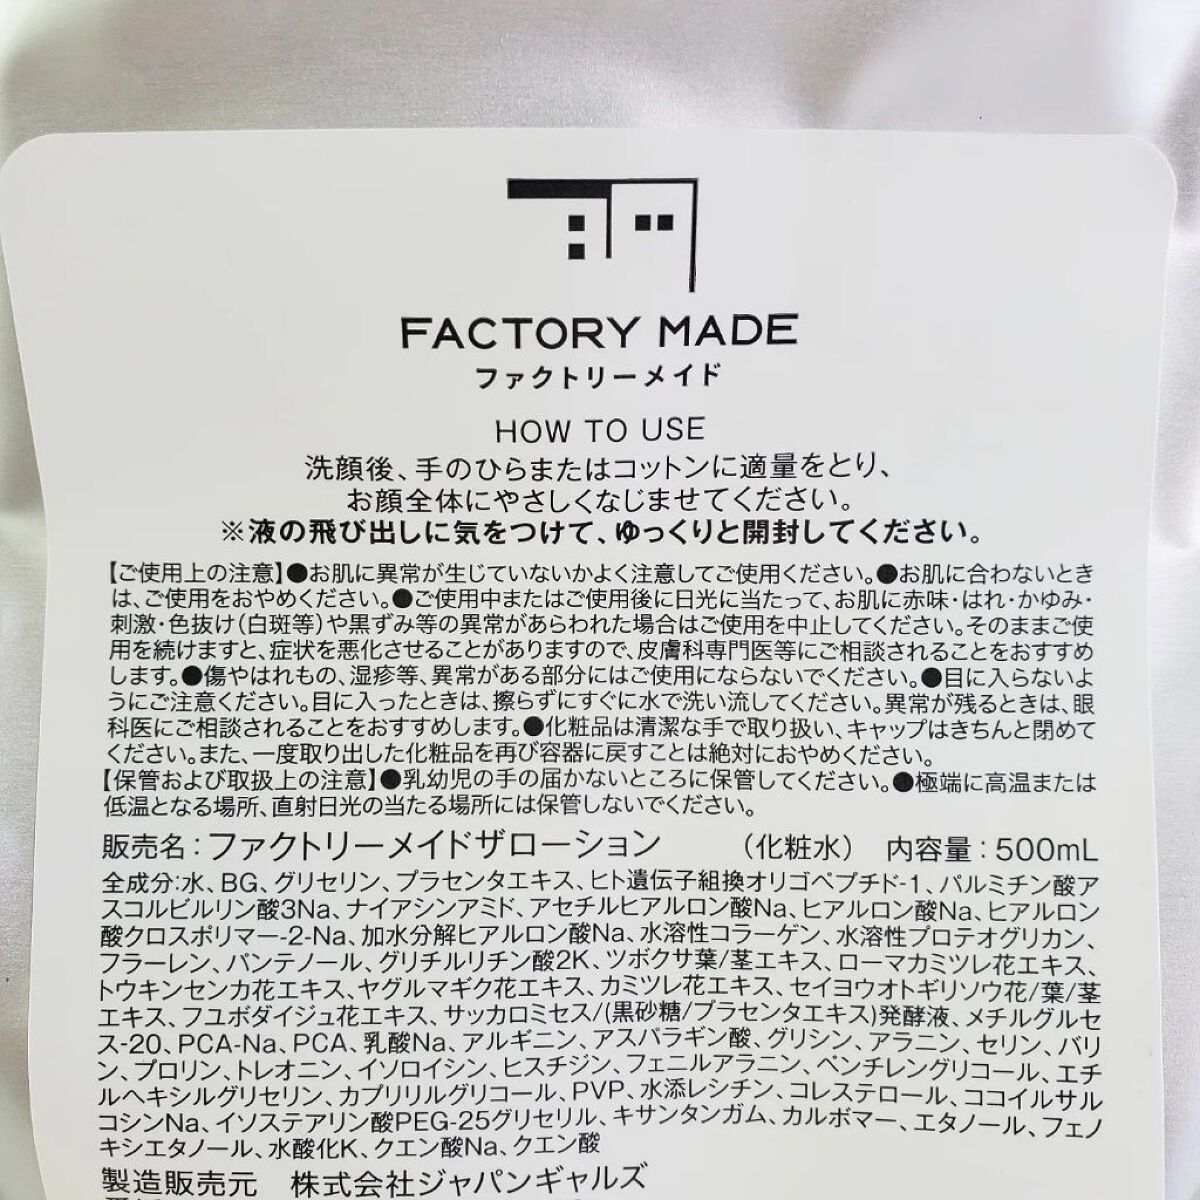 FACTORY MADE
ファクトリーメイド
HOW TO USE
洗顔後、手のひらまたはコットンに適量をとり、
お顔全体にやさしくなじませてください。
※液の飛び出しに気をつけて、ゆっくりと開封してください。
【ご使用上の注意】●お肌に異常が生じていないかよく注意してご使用ください。●お肌に合わないとき
は、ご使用をおやめください。●ご使用中またはご使用後に日光に当たって、お肌に赤味・はれ・かゆみ・
刺激・色抜け(白斑等)や黒ずみ等の異常があらわれた場合はご使用を中止してください。そのままご使
用を続けますと、症状を悪化させることがありますので、皮膚科専門医等にご相談されることをおすすめ
します。●傷やはれもの、湿疹等、異常がある部分にはご使用にならないでください。●目に入らないよ
うにご注意ください。目に入ったときは、擦らずにすぐに水で洗い流してください。異常が残るときは、眼
科医にご相談されることをおすすめします。●化粧品は清潔な手で取り扱い、キャップはきちんと閉めて
ください。また、一度取り出した化粧品を再び容器に戻すことは絶対におやめください。
【保管および取扱上の注意】●乳幼児の手の届かないところに保管してください。●極端に高温または
低温となる場所、直射日光の当たる場所には保管しないでください。
販売名:ファクトリーメイドザローション (化粧水) 内容量:500mL
全成分:水、BG、グリセリン、プラセンタエキス、ヒト遺伝子組換オリゴペプチド-1、パルミチン酸ア
スコルビルリン酸3Na、ナイアシンアミド、アセチルヒアルロン酸Na、ヒアルロン酸Na、ヒアルロン
酸クロスポリマー-2-Na、加水分解ヒアルロン酸Na、水溶性コラーゲン、水溶性プロテオグリカン、
フラーレン、パンテノール、グリチルリチン酸2K、ツボクサ葉/茎エキス、ローマカミツレ花エキス、
トウキンセンカ花エキス、ヤグルマギク花エキス、カミツレ花エキス、セイヨウオトギリソウ花/葉/茎
エキス、フユボダイジュ花エキス、サッカロミセス/(黒砂糖/プラセンタエキス)発酵液、メチルグルセ
ス-20、PCA-Na、PCA、乳酸Na、アルギニン、アスパラギン酸、グリシン、アラニン、セリン、バリ
ン、プロリン、トレオニン、イソロイシン、ヒスチジン、フェニルアラニン、ペンチレングリコール、エチ
ルヘキシルグリセリン、カプリリルグリコール、PVP、水添レシチン、コレステロール、ココイルサル
コシンNa、イソステアリン酸PEG-25グリセリル、キサンタンガム、カルボマー、エタノール、フェノ
キシエタノール、水酸化K、クエン酸Na、クエン酸
製造販売元 株式会社ジャパンギャルズ